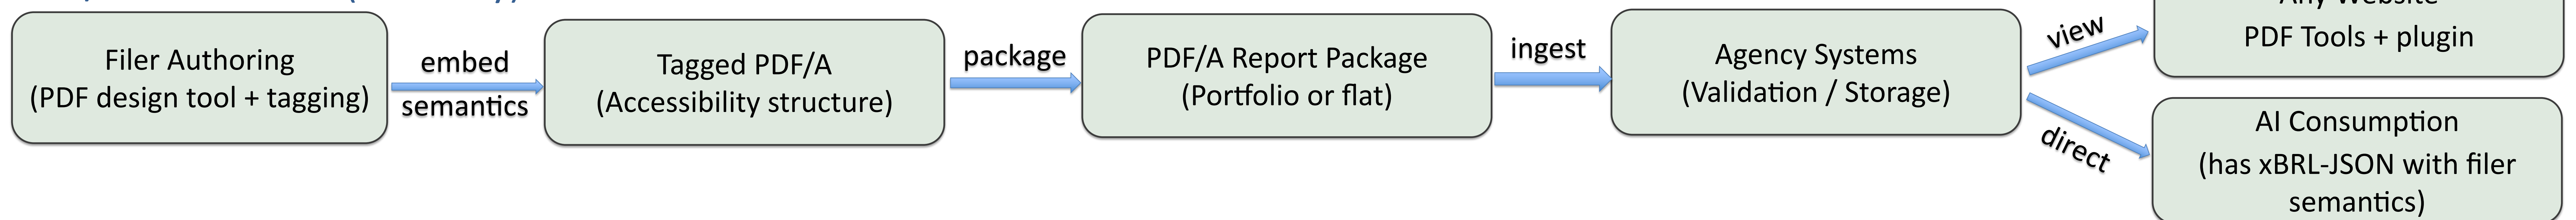 Filer Authoring
(PDF design tool + tagging)
embed
semantics
Tagged PDF/A
(Accessibility structure)
package
PDF/A Report Package
(Portfolio or flat)
ingest
Agency Systems
(Validation / Storage)
view
Any Website
PDF Tools + plugin
direct
AI Consumption
(has xBRL-JSON with filer
semantics)